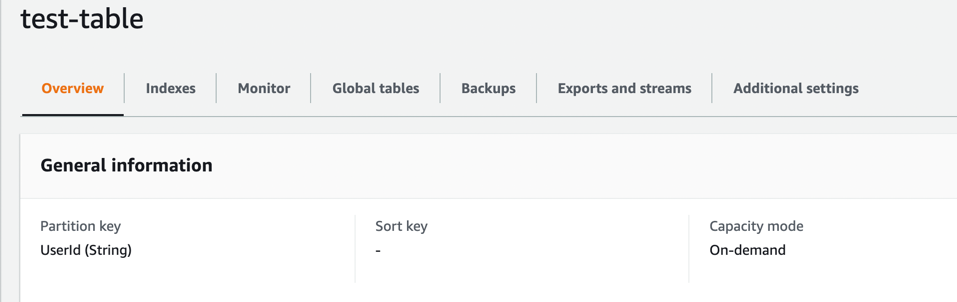 test-table
Overview Indexes Monitor Global tables Backups Exports and streams Additional settings
General information
Partition key Sort key Capacity mode
UserId (String) - On-demand